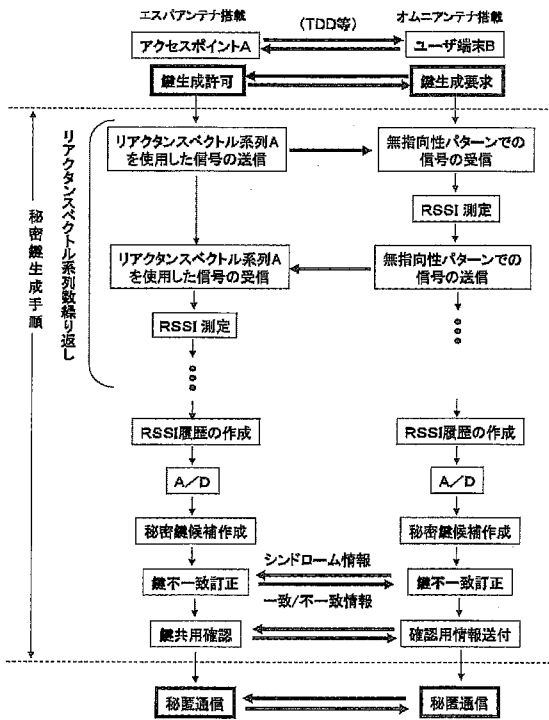 エスパアンテナ搭載
オムニアンテナ搭載
(TDD等)
アクセスポイントA
ユーザ端末B
鍵生成許可
鍵生成要求
秘密鍵生成手順
リアクタンスベクトル系列数繰り返し
リアクタンスベクトル系列A
を使用した信号の送信
無指向性パターンでの
信号の受信
RSSI 測定
リアクタンスベクトル系列A
を使用した信号の受信
無指向性パターンでの
信号の送信
RSSI 測定
RSSI履歴の作成
RSSI履歴の作成
A/D
A/D
秘密鍵候補作成
秘密鍵候補作成
シンドローム情報
鍵不一致訂正
鍵不一致訂正
一致/不一致情報
鍵共用確認
確認用情報送付
秘匿通信
秘匿通信